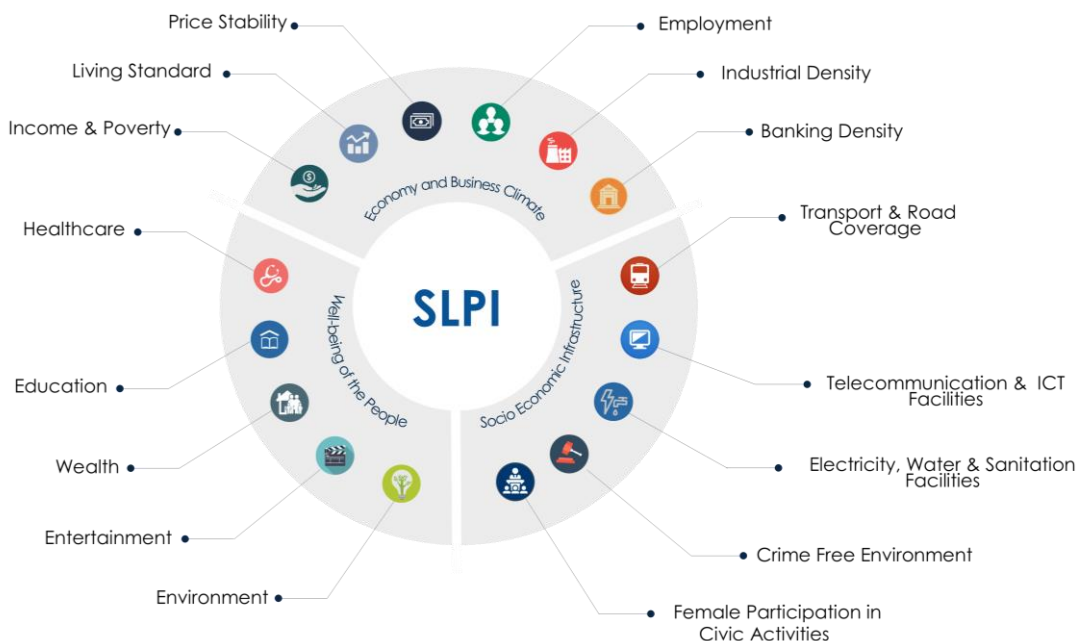 Price Stability
Employment
Living Standard
Industrial Density
Income & Poverty
Banking Density
Economy and Business Climate
Healthcare
Transport & Road
Coverage
SLPI
Well-being of the People
Socio Economic Infrastructure
Education
Telecommunication & ICT
Facilities
Wealth
Electricity, Water & Sanitation
Facilities
Entertainment
Crime Free Environment
Environment
Female Participation in
Civic Activities